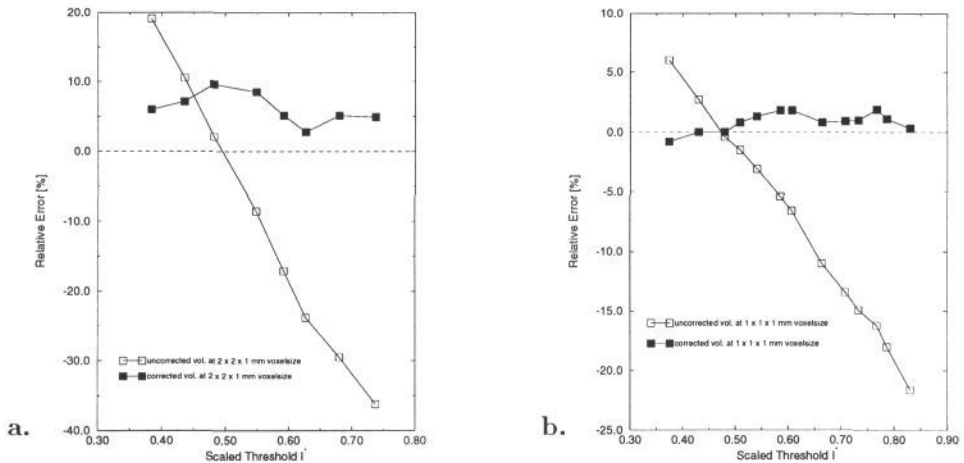 20.0
10.0
0.0
-10.0
-20.0
-30.0
-40.0
Relative Error [%]
uncorrected vol. at 2 x 2 x 1 mm voxelsize
corrected vol. at 2 x 2 x 1 mm voxelsize
0.30 0.40 0.50 0.60 0.70 0.80
Scaled Threshold I*
a.
10.0
5.0
0.0
-5.0
-10.0
-15.0
-20.0
-25.0
Relative Error [%]
uncorrected vol. at 1 x 1 x 1 mm voxelsize
corrected vol. at 1 x 1 x 1 mm voxelsize
0.30 0.40 0.50 0.60 0.70 0.80 0.90
Scaled Threshold I*
b.